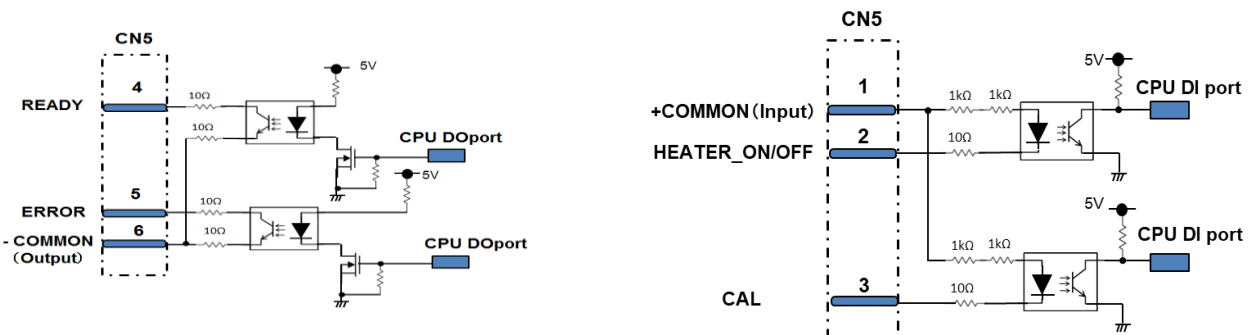 CN5
4
READY
10Ω
10Ω
5V
CPU DOport
5
ERROR
10Ω
5V
6
- COMMON
(Output)
10Ω
CPU DOport
CN5
1
+COMMON(Input)
1kΩ
1kΩ
5V
CPU DI port
2
HEATER_ON/OFF
10Ω
5V
CPU DI port
1kΩ
1kΩ
3
CAL
10Ω